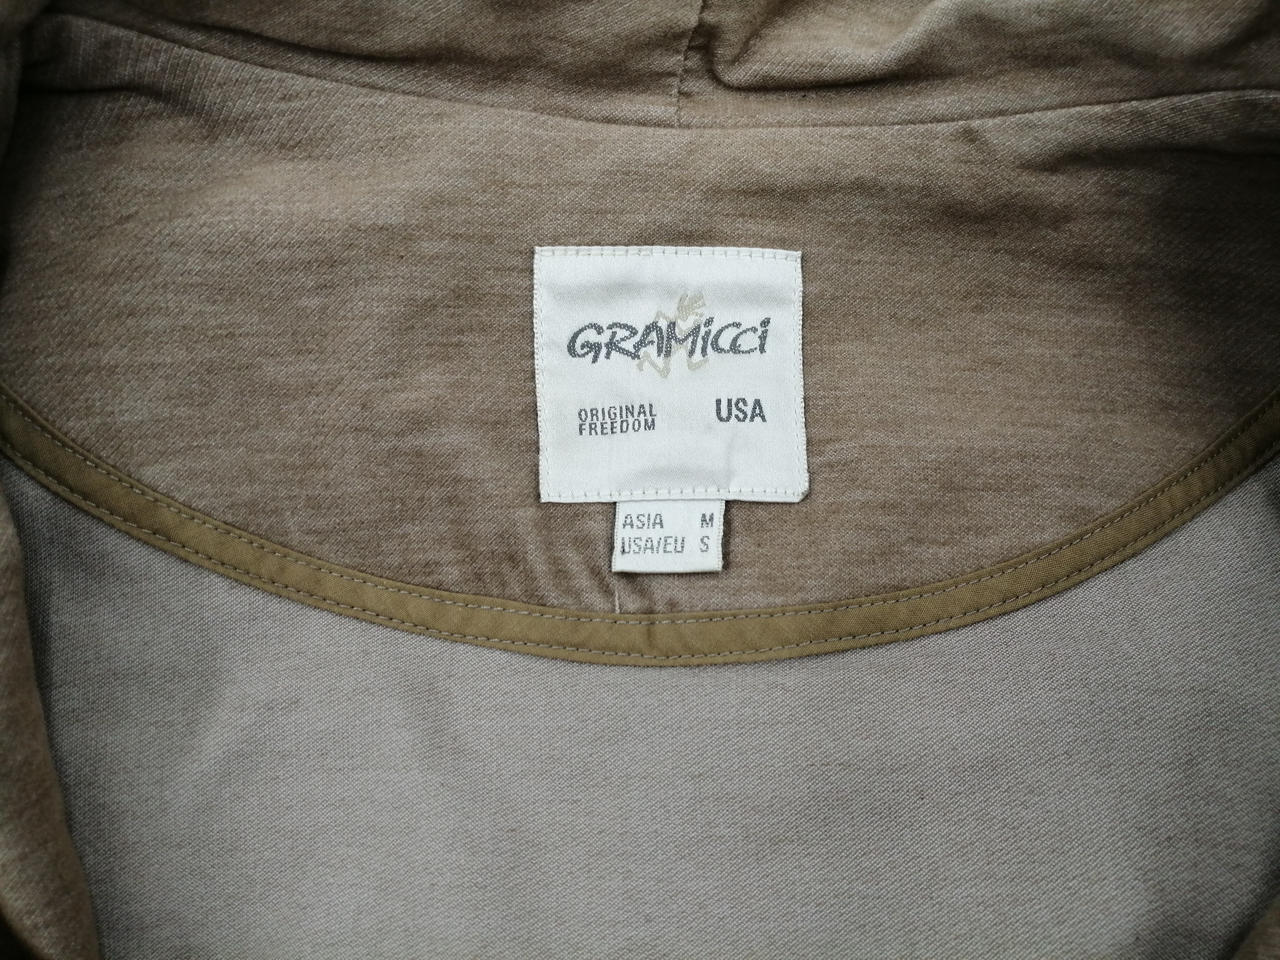 GRAMiCCi
ORIGINAL
FREEDOM
USA
ASIA M
USA/EU S